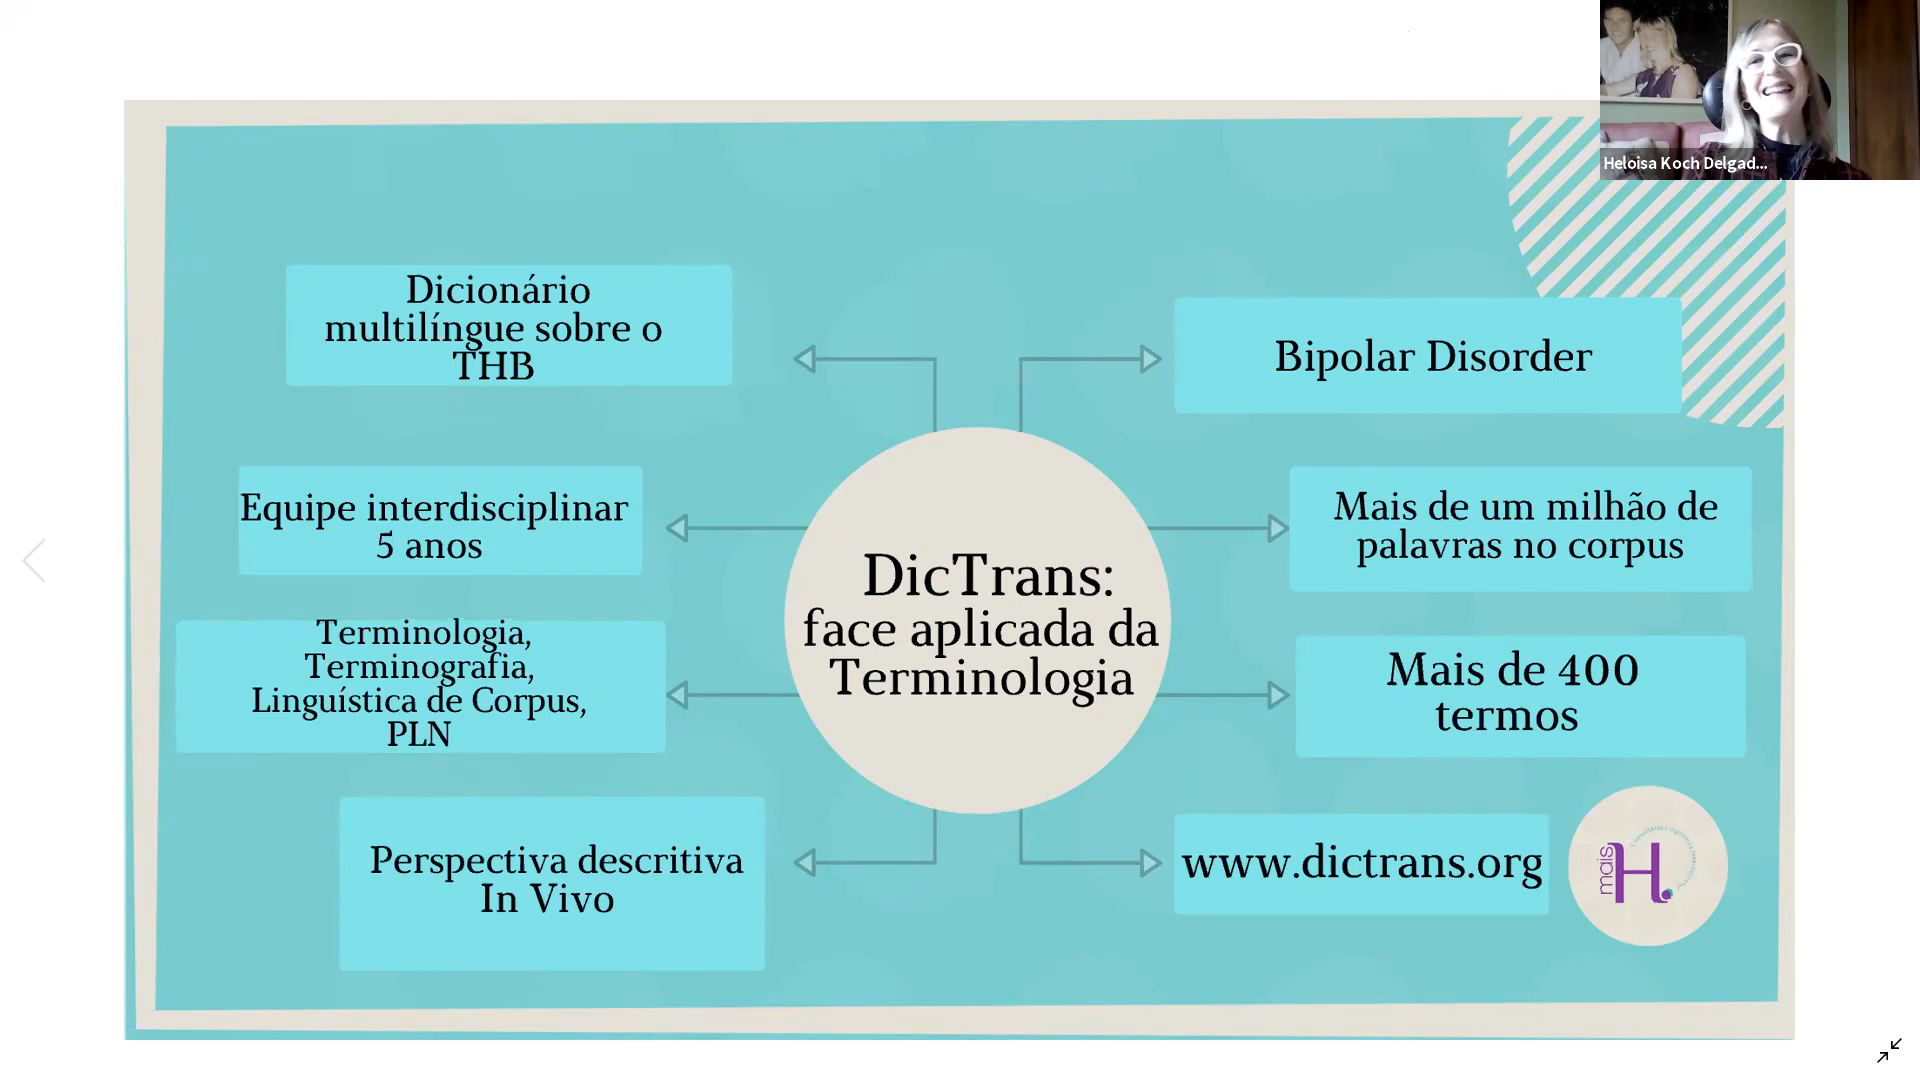 Heloisa Koch Delgad...
Dicionário
multilíngue sobre o
THB
Bipolar Disorder
Equipe interdisciplinar
5 anos
Mais de um milhão de
palavras no corpus
DicTrans:
face aplicada da
Terminologia
Terminologia,
Terminografia,
Linguística de Corpus,
PLN
Mais de 400
termos
Perspectiva descritiva
In Vivo
www.dictrans.org
mais
H